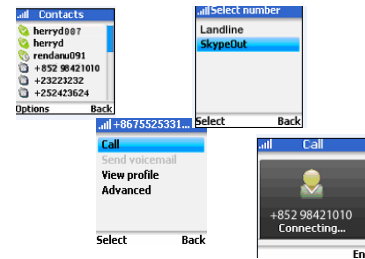 Contacts
herryd007
herryd
rendanu091
+852 98421010
+23223232
+252423624
Options Back
Select number
Landline
SkypeOut
Select Back
+8675525331...
Call
Send voicemail
View profile
Advanced
Select Back
Call
+852 98421010
Connecting...
En